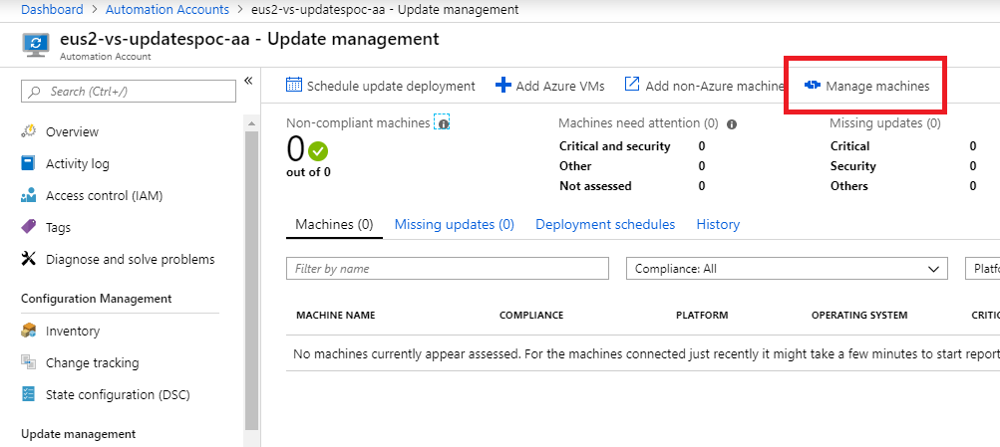 Dashboard > Automation Accounts > eus2-vs-updatespoc-aa - Update management
eus2-vs-updatespoc-aa - Update management
Automation Account
Search (Ctrl+/)
«
Overview
Activity log
Access control (IAM)
Tags
Diagnose and solve problems
Configuration Management
Inventory
Change tracking
State configuration (DSC)
Update management
Schedule update deployment Add Azure VMs Add non-Azure machine Manage machines
Non-compliant machines
0
out of 0
Machines need attention (0)
Critical and security 0
Other 0
Not assessed 0
Missing updates (0)
Critical 0
Security 0
Others 0
Machines (0) Missing updates (0) Deployment schedules History
Filter by name Compliance: All Platf
MACHINE NAME COMPLIANCE PLATFORM OPERATING SYSTEM CRITIC
No machines currently appear assessed. For the machines connected just recently it might take a few minutes to start report